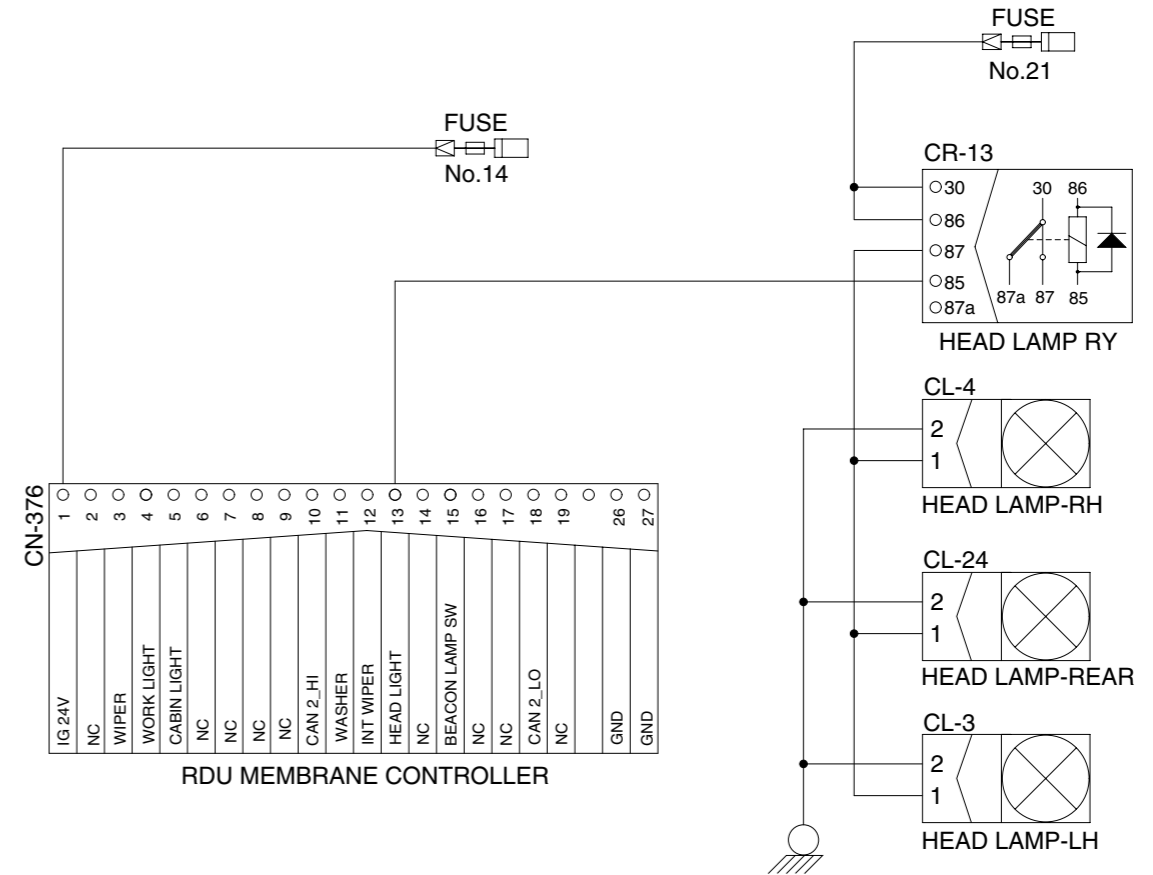 FUSE
No.21
FUSE
No.14
CR-13
30
86
87
85
87a
30 86
87a 87 85
HEAD LAMP RY
CL-4
2
1
HEAD LAMP-RH
CL-24
2
1
HEAD LAMP-REAR
CL-3
2
1
HEAD LAMP-LH
CN-376
1 2 3 4 5 6 7 8 9 10 11 12 13 14 15 16 17 18 19 26 27
IG 24V
NC
WIPER
WORK LIGHT
CABIN LIGHT
NC
NC
NC
NC
CAN 2_HI
WASHER
INT WIPER
HEAD LIGHT
NC
BEACON LAMP SW
NC
NC
CAN 2_LO
NC
GND
GND
RDU MEMBRANE CONTROLLER